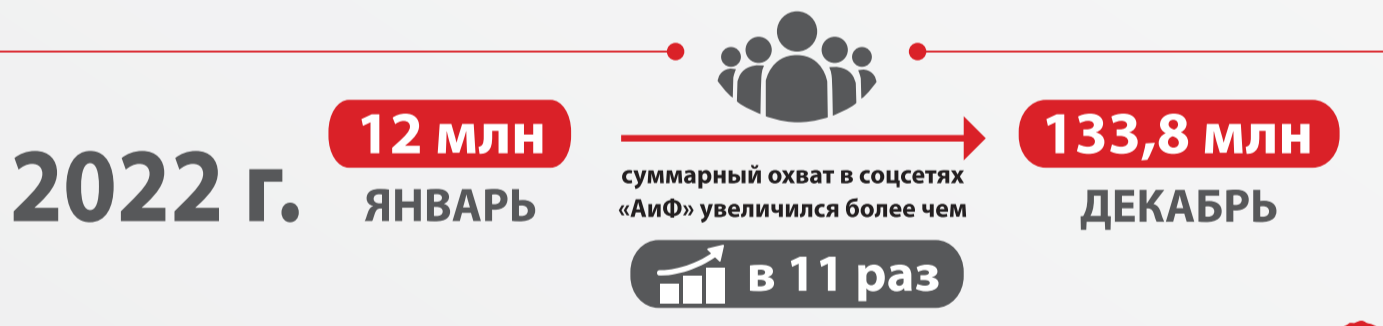 2022 г.
12 млн
ЯНВАРЬ
суммарный охват в соцсетях
«АиФ» увеличился более чем
в 11 раз
133,8 млн
ДЕКАБРЬ